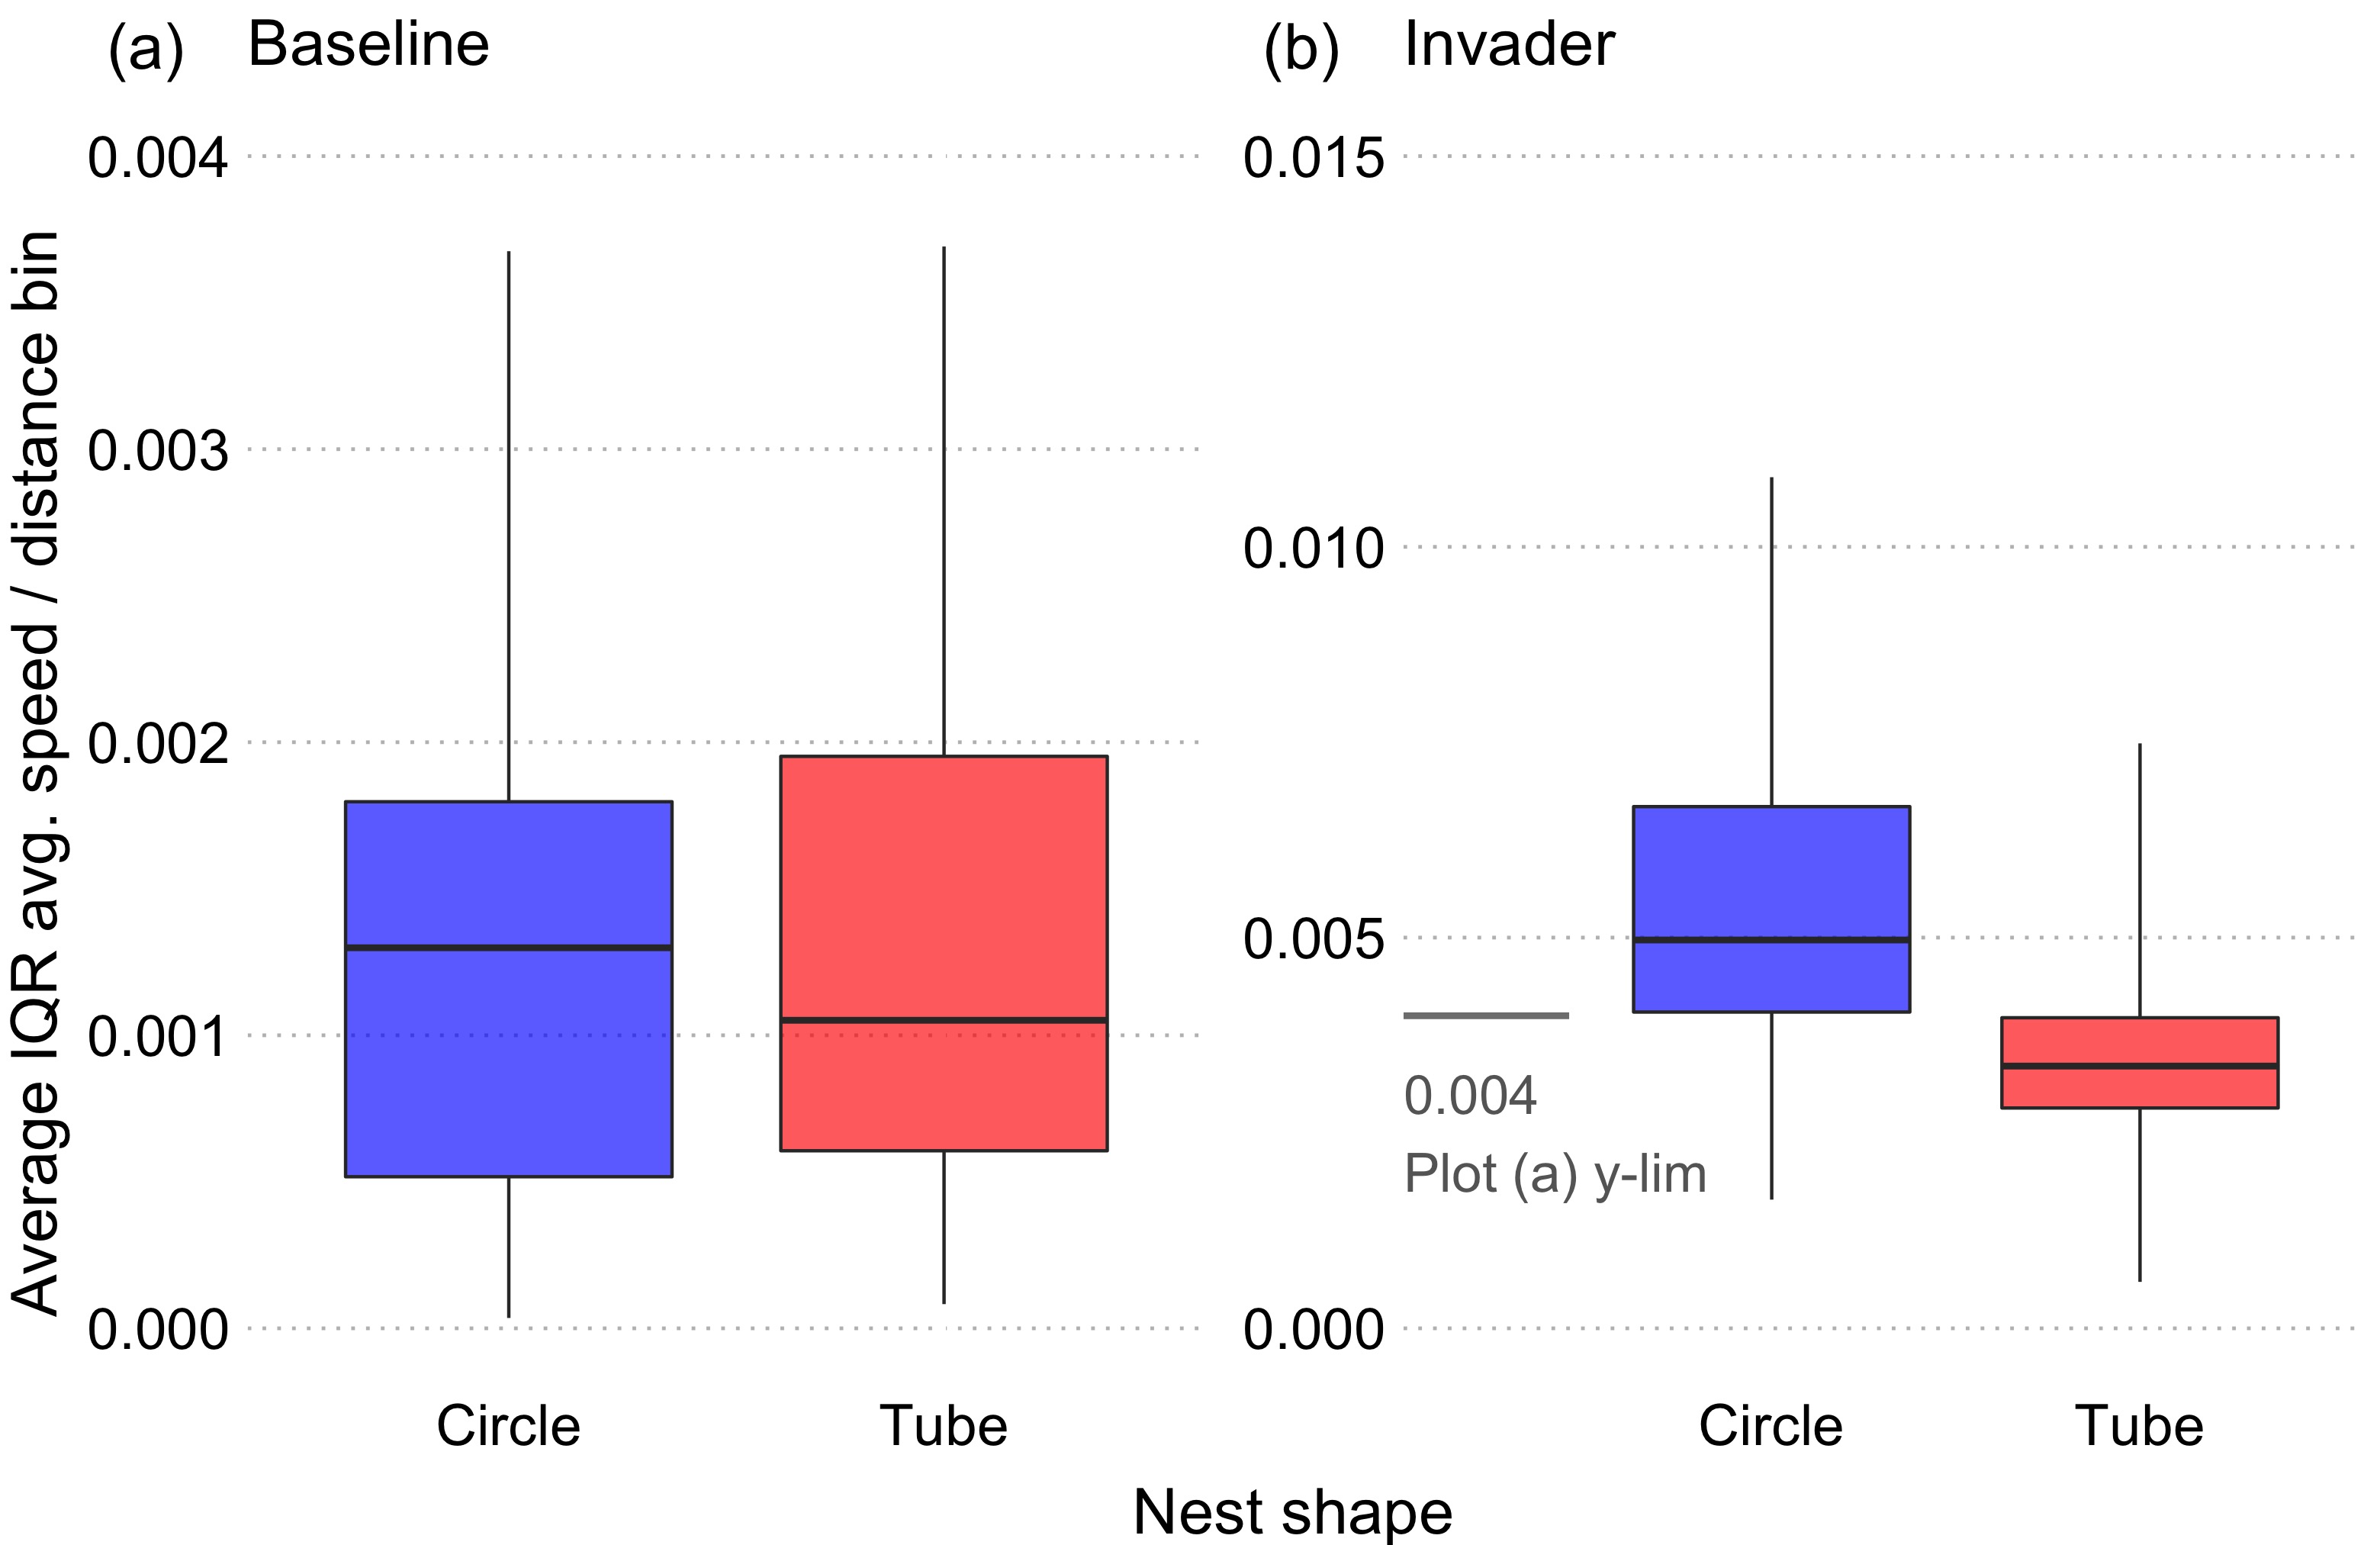 (a) Baseline
0.004
0.003
0.002
0.001
0.000
Average IQR avg. speed / distance bin
Circle Tube
(b) Invader
0.015
0.010
0.005
0.000
0.004
Plot (a) y-lim
Circle Tube
Nest shape